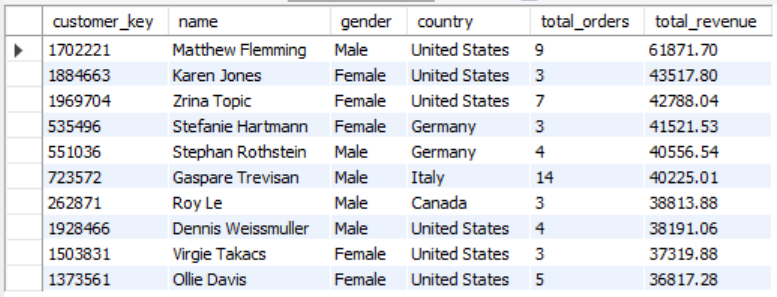 customer_key name gender country total_orders total_revenue
1702221 Matthew Flemming Male United States 9 61871.70
1884663 Karen Jones Female United States 3 43517.80
1969704 Zrina Topic Female United States 7 42788.04
535496 Stefanie Hartmann Female Germany 3 41521.53
551036 Stephan Rothstein Male Germany 4 40556.54
723572 Gaspare Trevisan Male Italy 14 40225.01
262871 Roy Le Male Canada 3 38813.88
1928466 Dennis Weissmuller Male United States 4 38191.06
1503831 Virgie Takacs Female United States 3 37319.88
1373561 Ollie Davis Female United States 5 36817.28